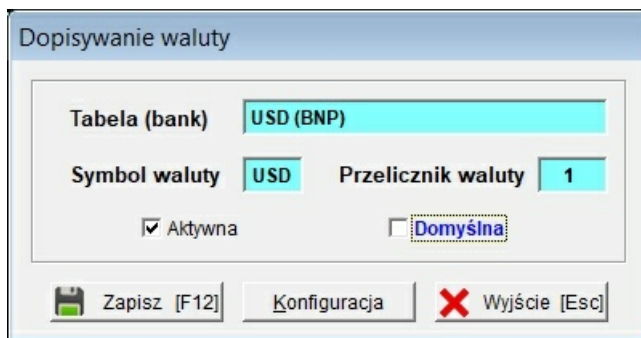 Dopisywanie waluty
Tabela (bank) USD (BNP)
Symbol waluty USD Przelicznik waluty 1
Aktywna Domyślna
Zapisz [F12] Konfiguracja Wyjście [Esc]